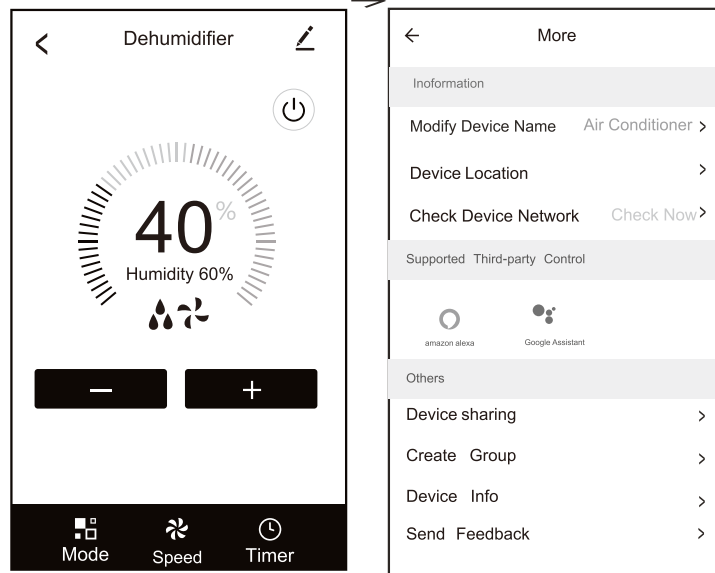 Dehumidifier
40%
Humidity 60%
Mode
Speed
Timer
More
Inoformation
Modify Device Name Air Conditioner
Device Location
Check Device Network Check Now
Supported Third-party Control
amazon alexa
Google Assistant
Others
Device sharing
Create Group
Device Info
Send Feedback